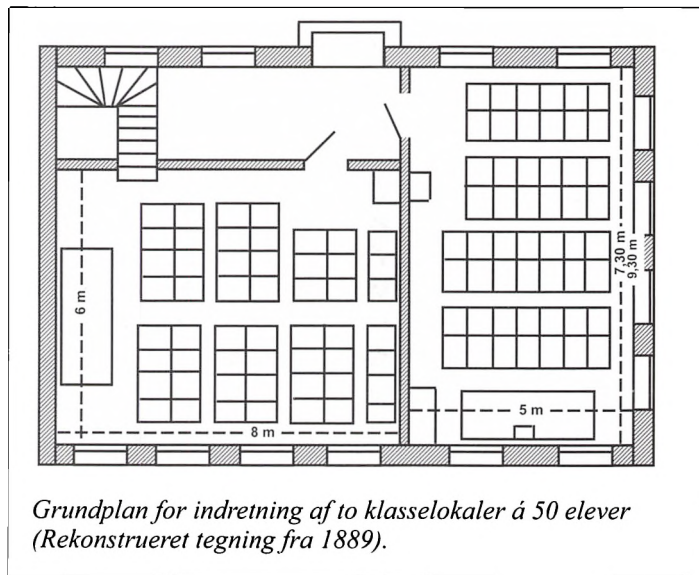 6 m
8 m
5 m
7,30 m
9,30 m
Grundplan for indretning af to klasselokaler á 50 elever
(Rekonstrueret tegning fra 1889).